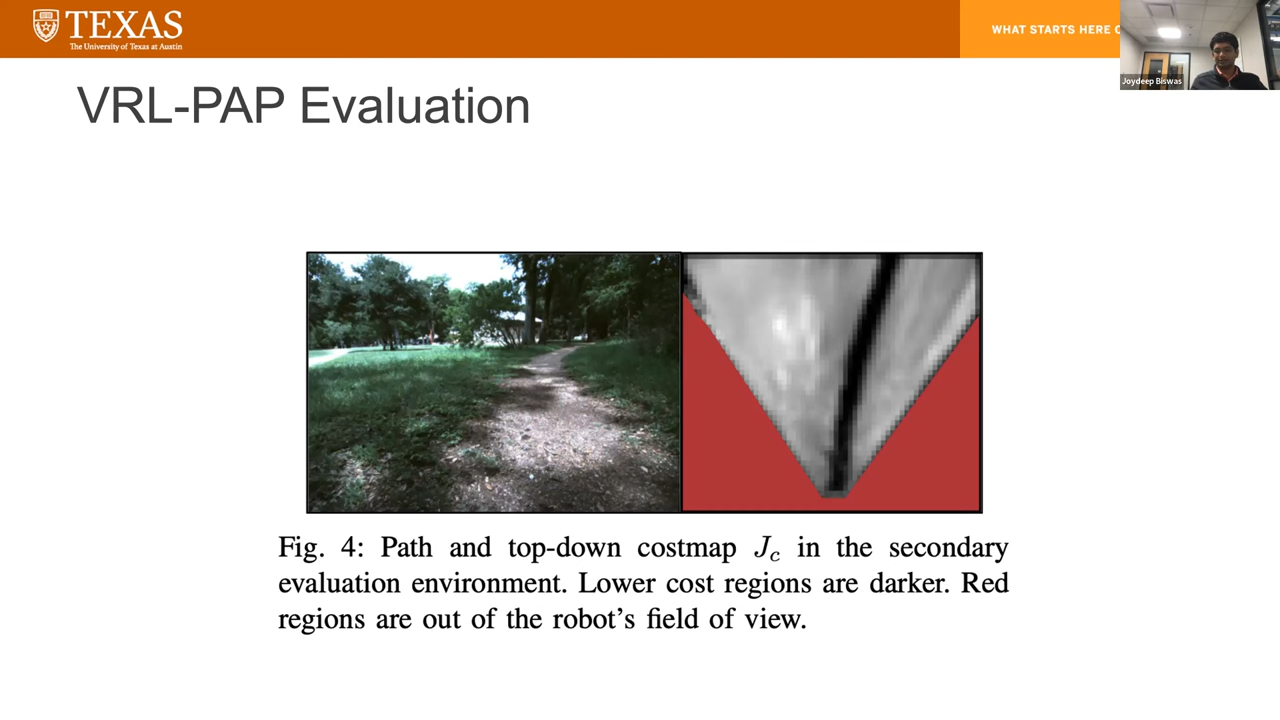 TEXAS
The University of Texas at Austin
WHAT STARTS HERE C
Joydeep Biswas
VRL-PAP Evaluation
Fig. 4: Path and top-down costmap J_c in the secondary
evaluation environment. Lower cost regions are darker. Red
regions are out of the robot's field of view.